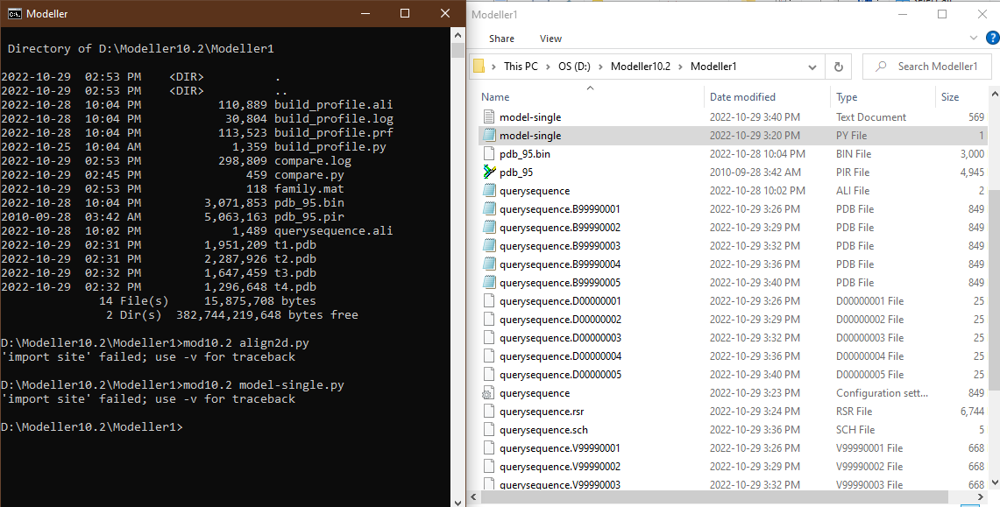 Modeller
Directory of D:\Modeller10.2\Modeller1
2022-10-29 02:53 PM <DIR> .
2022-10-29 02:53 PM <DIR> ..
2022-10-28 10:04 PM 110,889 build_profile.ali
2022-10-28 10:04 PM 30,804 build_profile.log
2022-10-28 10:04 PM 113,523 build_profile.prf
2022-10-25 10:04 AM 1,359 build_profile.py
2022-10-29 02:53 PM 298,809 compare.log
2022-10-29 02:45 PM 459 compare.py
2022-10-29 02:53 PM 118 family.mat
2022-10-28 10:04 PM 3,071,853 pdb_95.bin
2010-09-28 03:42 AM 5,063,163 pdb_95.pir
2022-10-28 10:02 PM 1,489 querysequence.ali
2022-10-29 02:31 PM 1,951,209 t1.pdb
2022-10-29 02:31 PM 2,287,926 t2.pdb
2022-10-29 02:32 PM 1,647,459 t3.pdb
2022-10-29 02:32 PM 1,296,648 t4.pdb
14 File(s) 15,875,708 bytes
2 Dir(s) 382,744,219,648 bytes free
D:\Modeller10.2\Modeller1>mod10.2 align2d.py
'import site' failed; use -v for traceback
D:\Modeller10.2\Modeller1>mod10.2 model-single.py
'import site' failed; use -v for traceback
D:\Modeller10.2\Modeller1>
Modeller1
Share View
This PC > OS (D:) > Modeller10.2 > Modeller1
Search Modeller1
Name Date modified Type Size
model-single 2022-10-29 3:40 PM Text Document 569
model-single 2022-10-29 3:20 PM PY File 1
pdb_95.bin 2022-10-28 10:04 PM BIN File 3,000
pdb_95 2010-09-28 3:42 AM PIR File 4,945
querysequence 2022-10-28 10:02 PM ALI File 2
querysequence.B99990001 2022-10-29 3:26 PM PDB File 849
querysequence.B99990002 2022-10-29 3:29 PM PDB File 849
querysequence.B99990003 2022-10-29 3:32 PM PDB File 849
querysequence.B99990004 2022-10-29 3:36 PM PDB File 849
querysequence.B99990005 2022-10-29 3:40 PM PDB File 849
querysequence.D00000001 2022-10-29 3:26 PM D00000001 File 25
querysequence.D00000002 2022-10-29 3:29 PM D00000002 File 25
querysequence.D00000003 2022-10-29 3:32 PM D00000003 File 25
querysequence.D00000004 2022-10-29 3:36 PM D00000004 File 25
querysequence.D00000005 2022-10-29 3:40 PM D00000005 File 25
querysequence 2022-10-29 3:23 PM Configuration sett... 849
querysequence.rsr 2022-10-29 3:24 PM RSR File 6,744
querysequence.sch 2022-10-29 3:36 PM SCH File 5
querysequence.V99990001 2022-10-29 3:26 PM V99990001 File 668
querysequence.V99990002 2022-10-29 3:29 PM V99990002 File 668
querysequence.V99990003 2022-10-29 3:32 PM V99990003 File 668